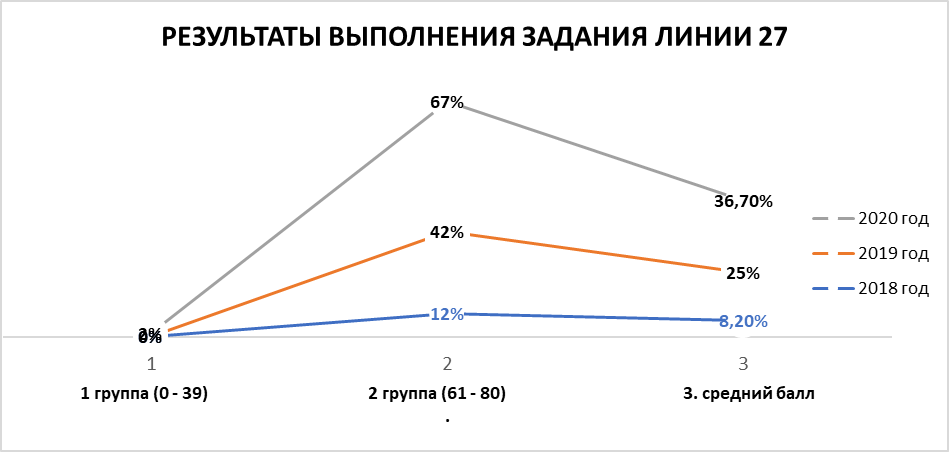 РЕЗУЛЬТАТЫ ВЫПОЛНЕНИЯ ЗАДАНИЯ ЛИНИИ 27
67%
36,70%
2020 год
42%
2019 год
25%
2018 год
12%
8,20%
1 2 3
1 группа (0 - 39) 2 группа (61 - 80) 3. средний балл
.